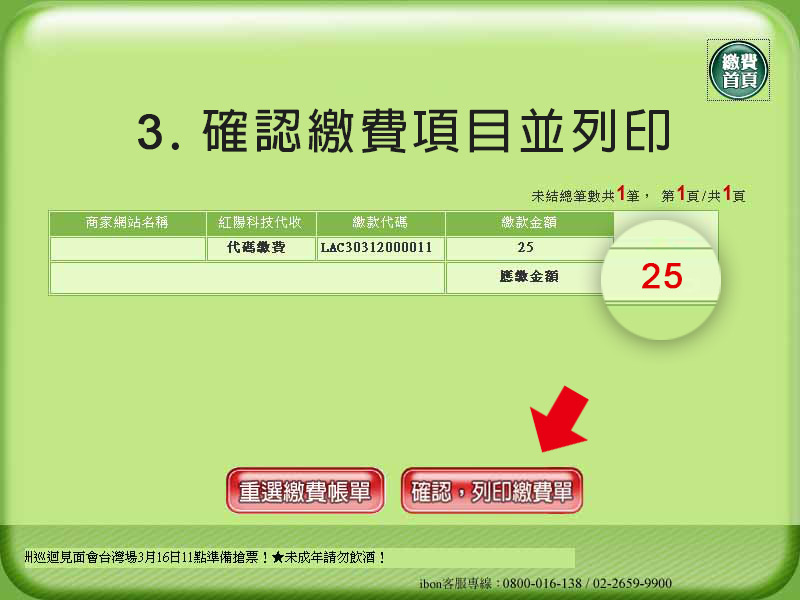 繳費
首頁
3. 確認繳費項目並列印
未結總筆數共1筆， 第1頁/共1頁
商家網站名稱 紅陽科技代收 繳款代碼 繳款金額
代碼繳費 LAC30312000011 25
應繳金額 25
重選繳費帳單 確認，列印繳費單
州巡迴見面會台灣場3月16日11點準備搶票！★未成年請勿飲酒！
ibon客服專線：0800-016-138 / 02-2659-9900